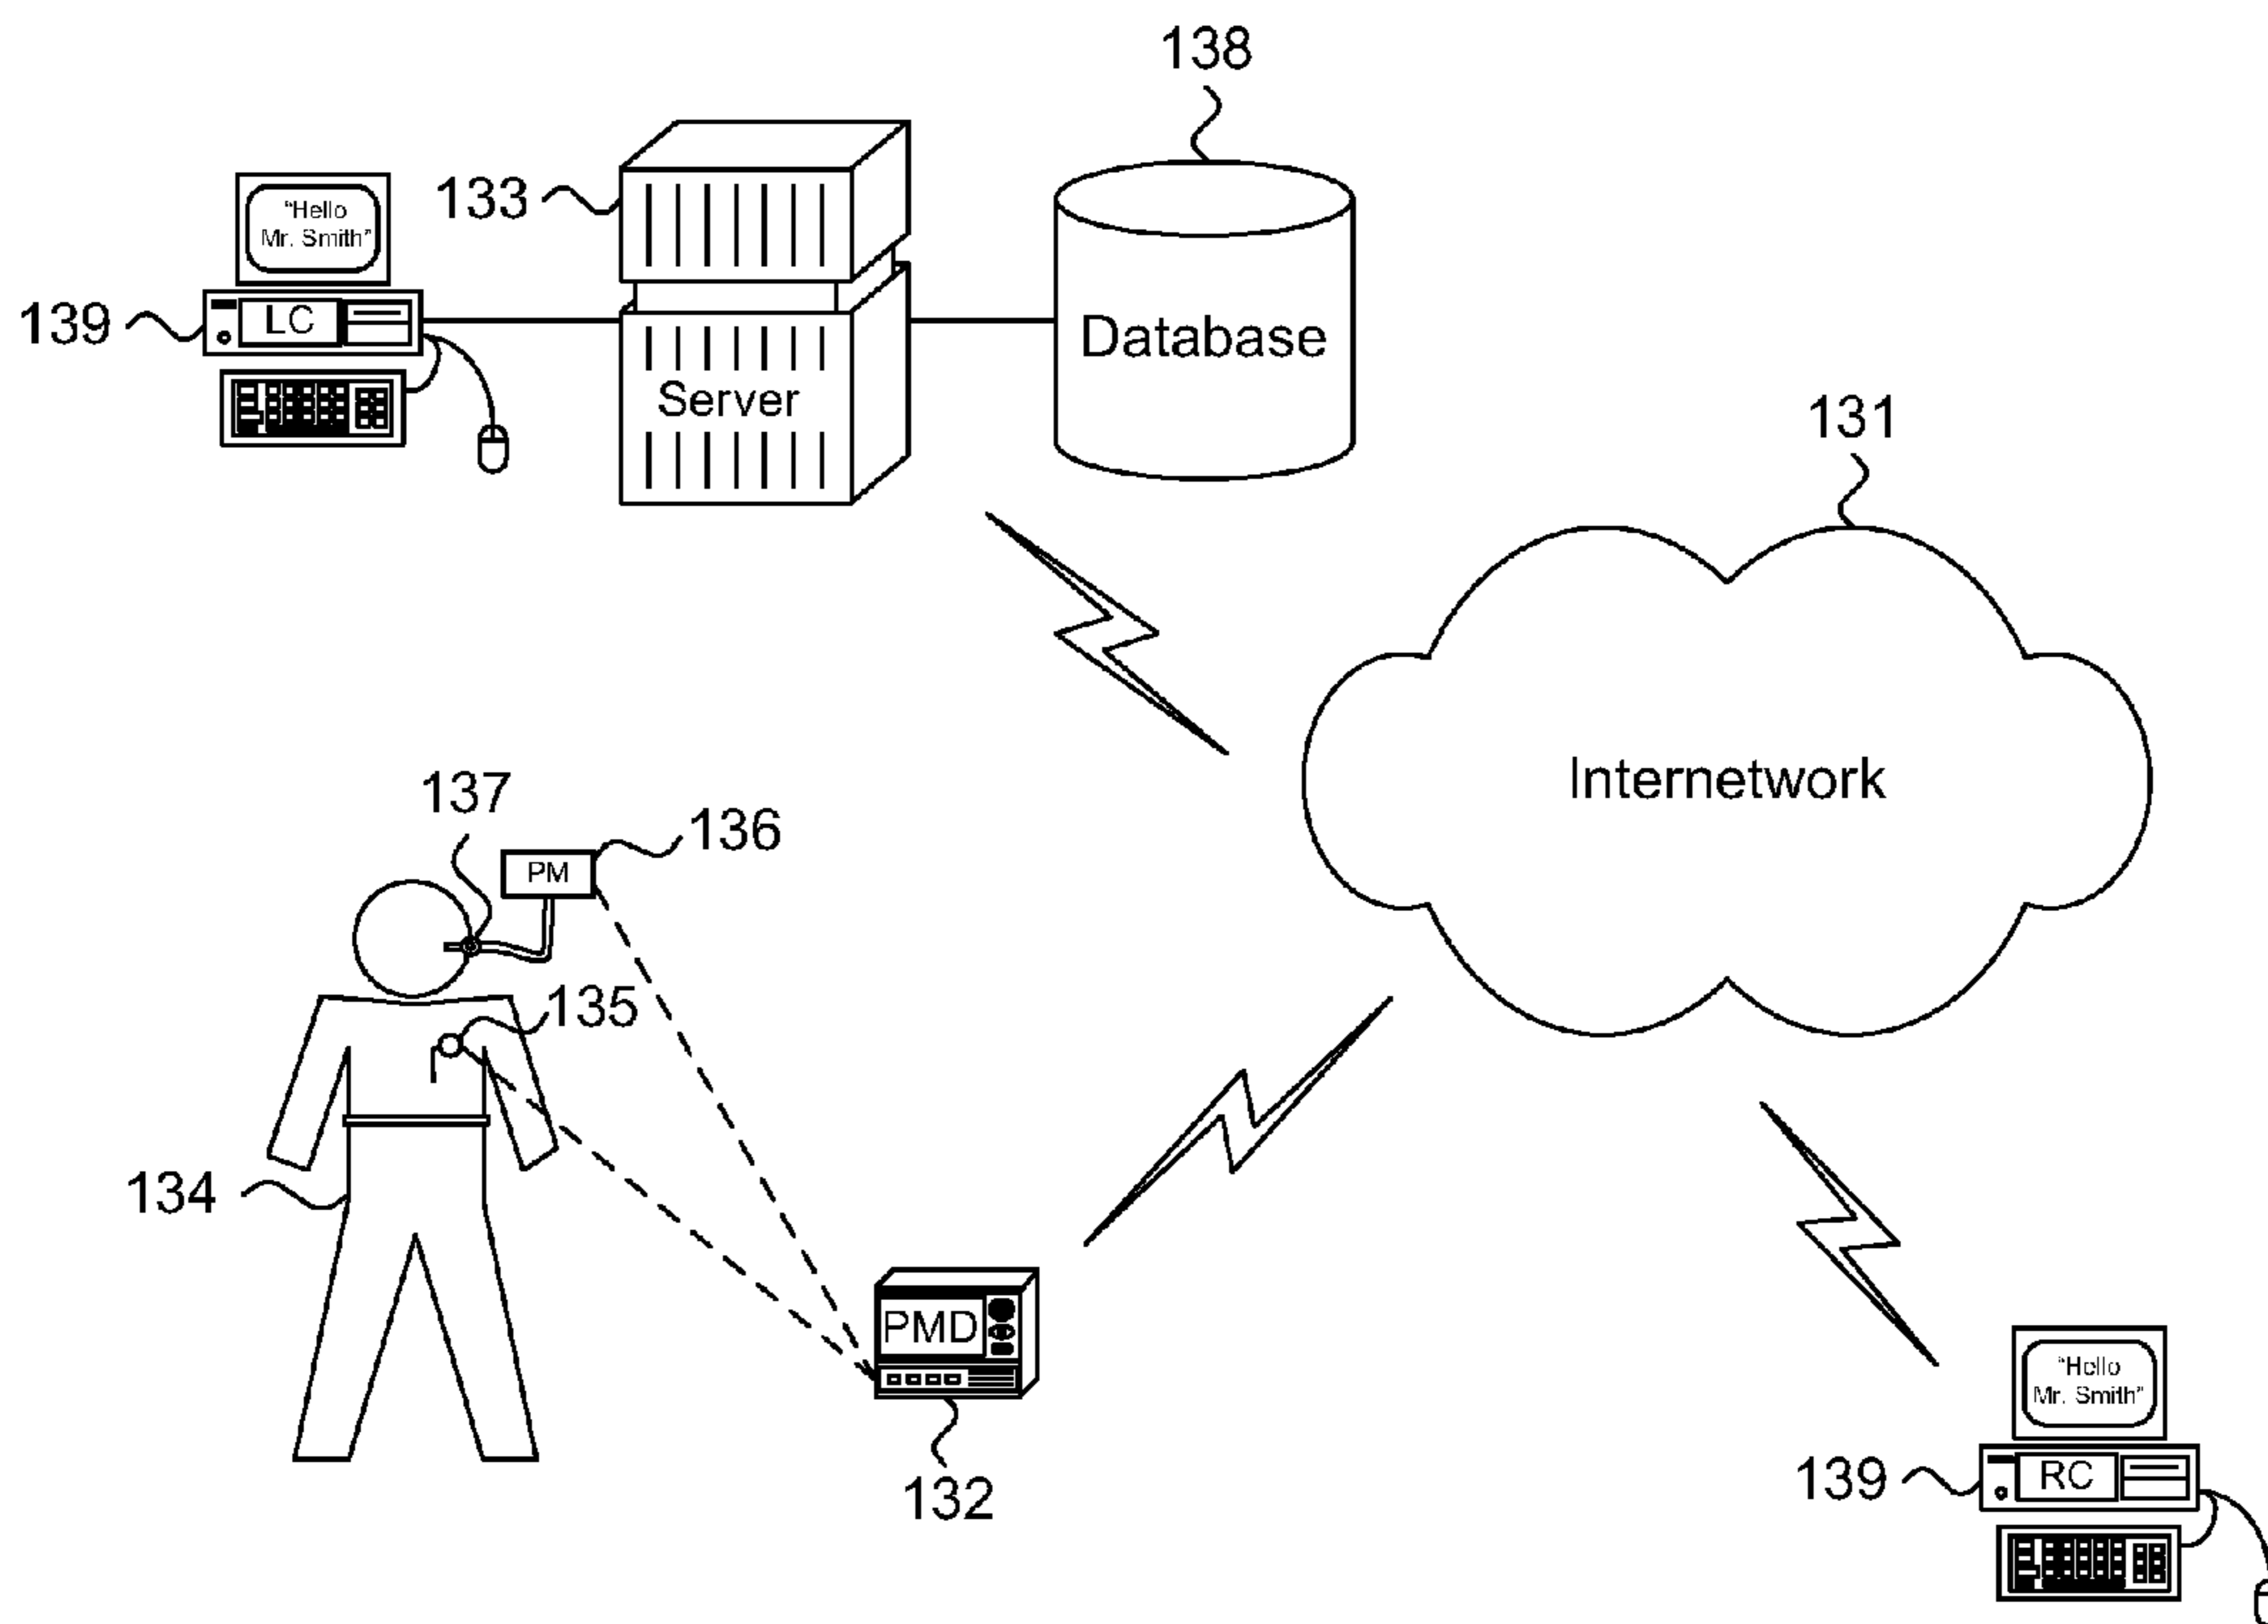 138
133
"Hello
Mr. Smith"
139
LC
Server
Database
131
Internetwork
137
136
PM
135
134
PMD
132
"Hello
Mr. Smith"
139
RC